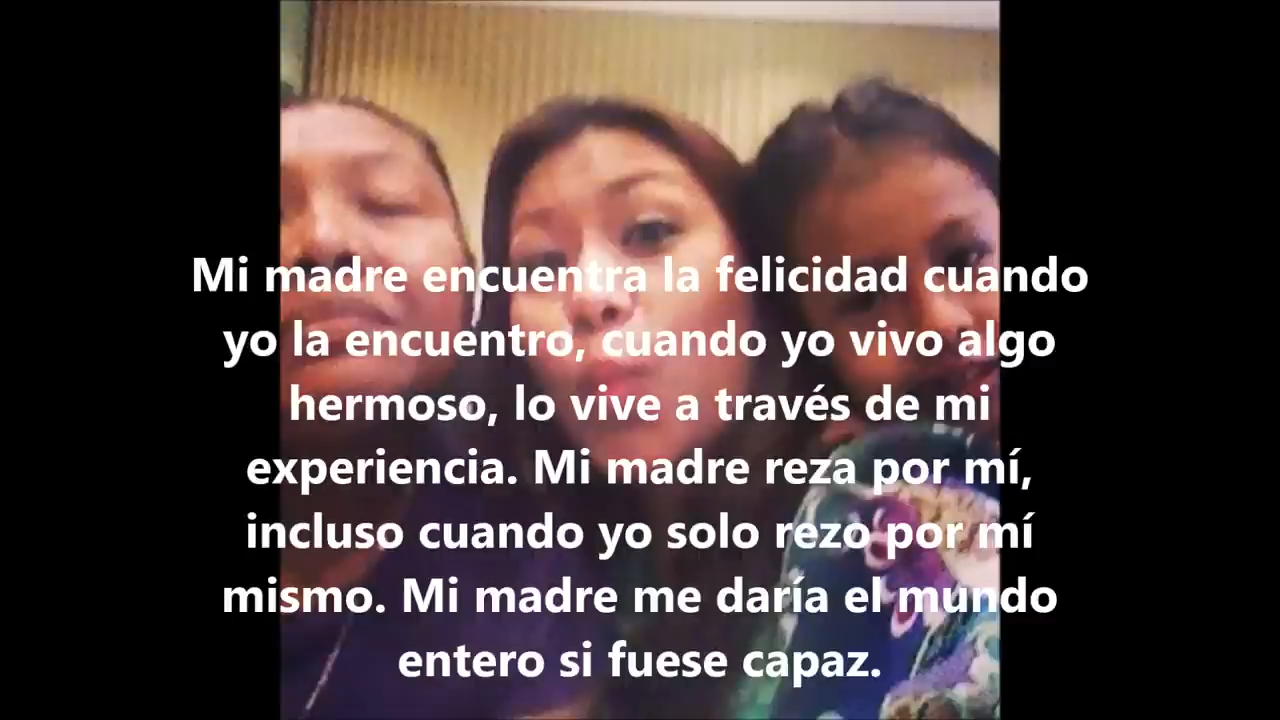 Mi madre encuentra la felicidad cuando
yo la encuentro, cuando yo vivo algo
hermoso, lo vive a través de mi
experiencia. Mi madre reza por mí,
incluso cuando yo solo rezo por mí
mismo. Mi madre me daría el mundo
entero si fuese capaz.